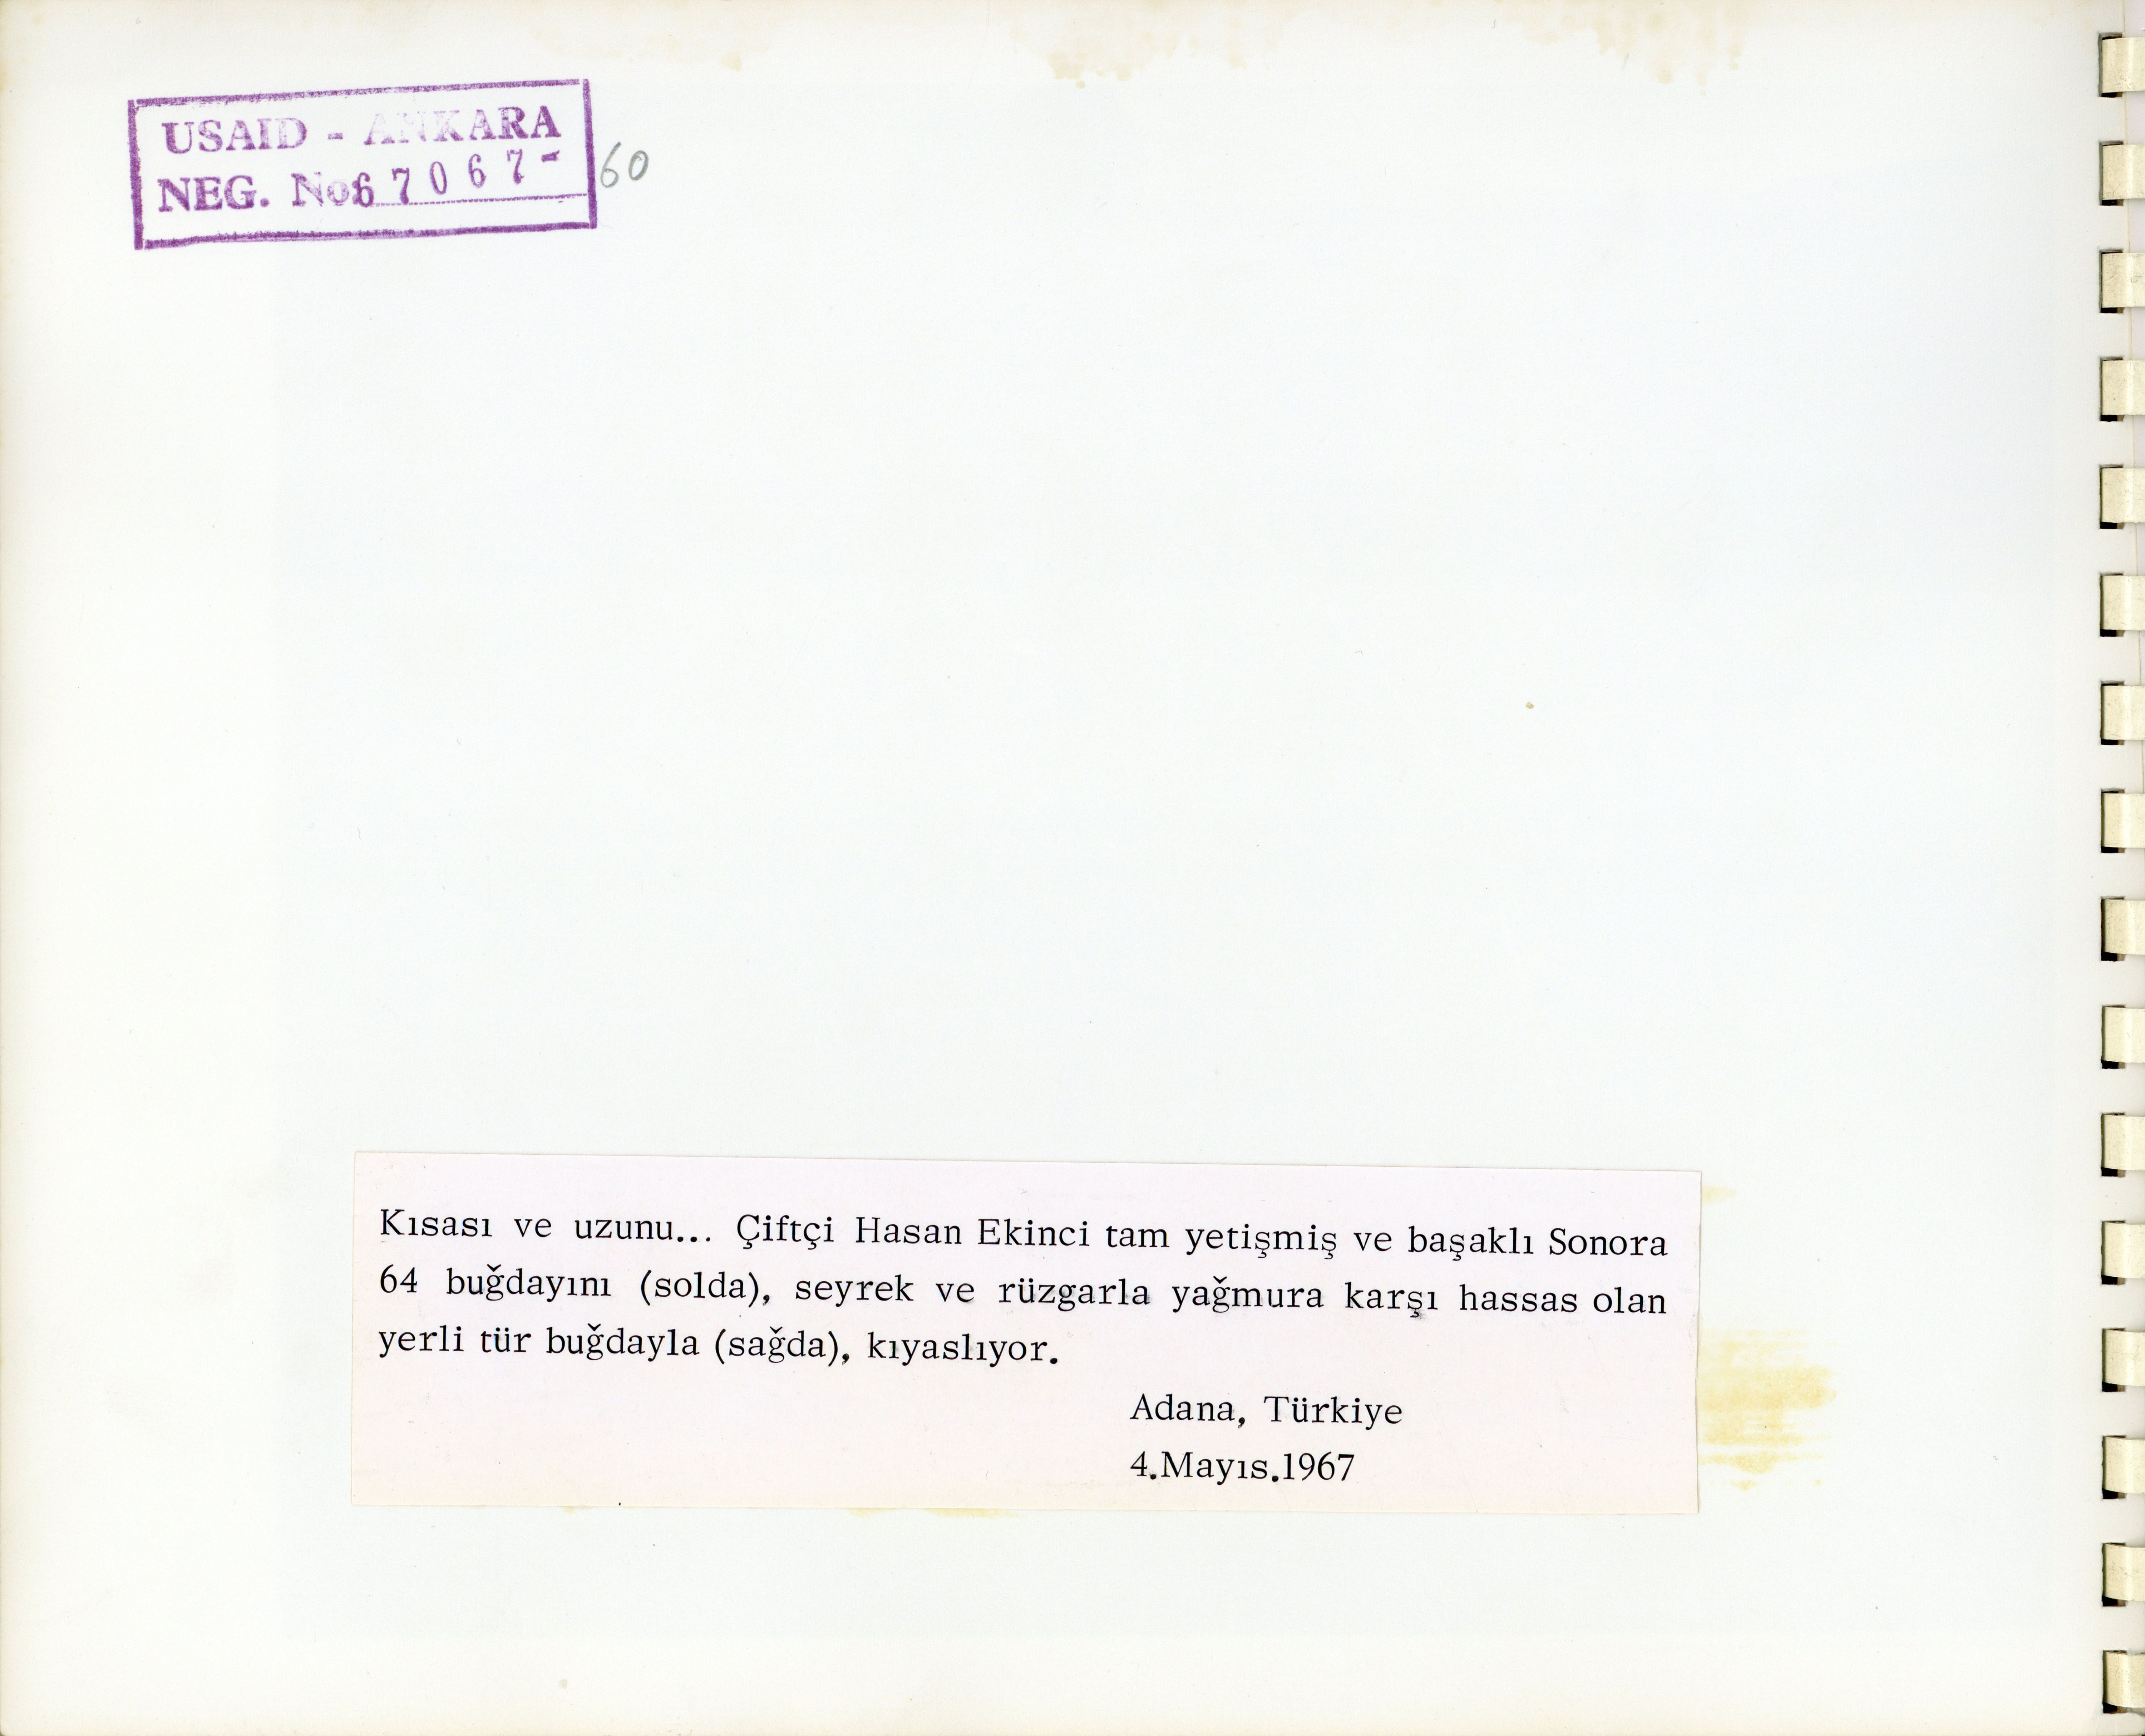 USAID - ANKARA
NEG. No 67067- 60
Kısası ve uzunu... Çiftçi Hasan Ekinci tam yetişmiş ve başaklı Sonora
64 buğdayını (solda), seyrek ve rüzgarla yağmura karşı hassas olan
yerli tür buğdayla (sağda), kıyaslıyor.
Adana, Türkiye
4.Mayıs.1967